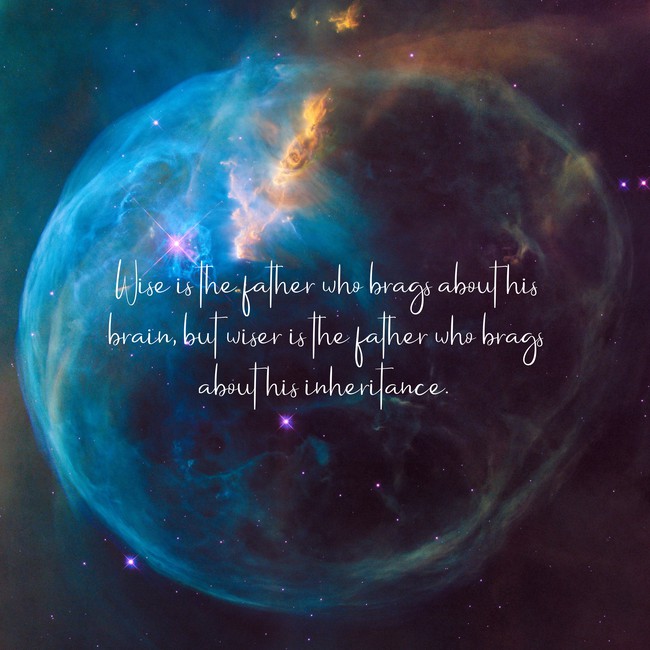 Wise is the father who brags about his
brain, but wiser is the father who brags
about his inheritance.